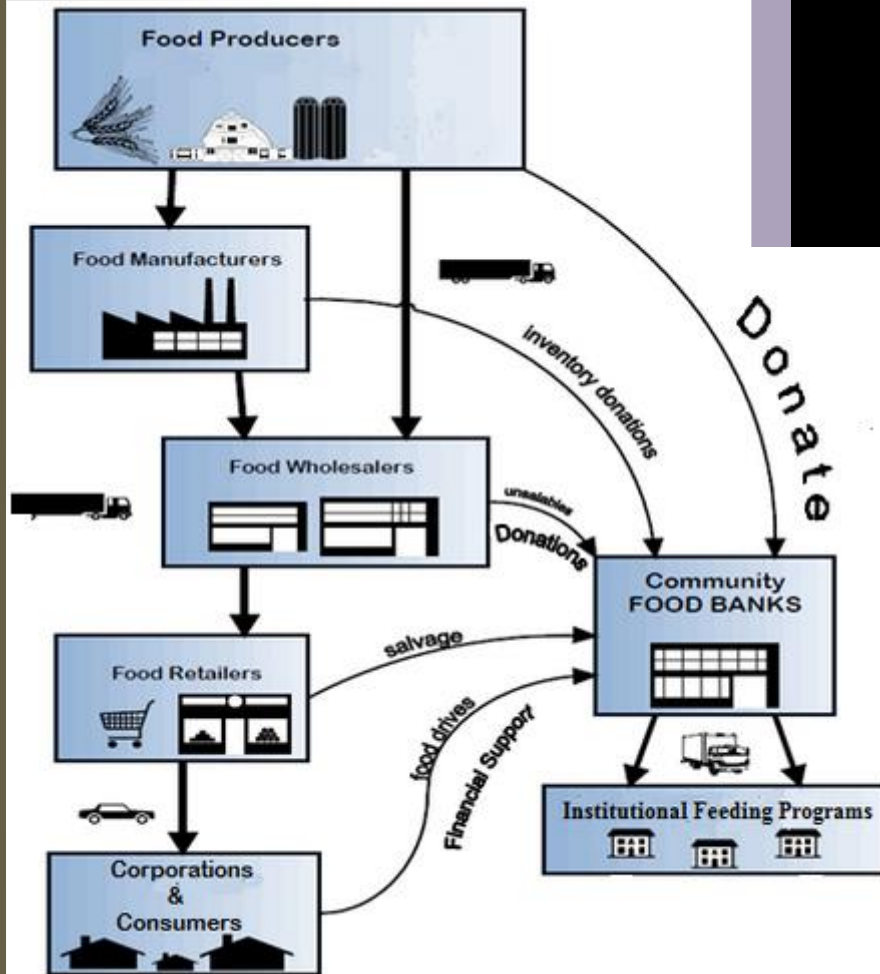 Food Producers
Food Manufacturers
inventory donations
Donate
Food Wholesalers
unsalables
Donations
Community
FOOD BANKS
Food Retailers
salvage
food drives
Financial Support
Institutional Feeding Programs
Corporations
&
Consumers